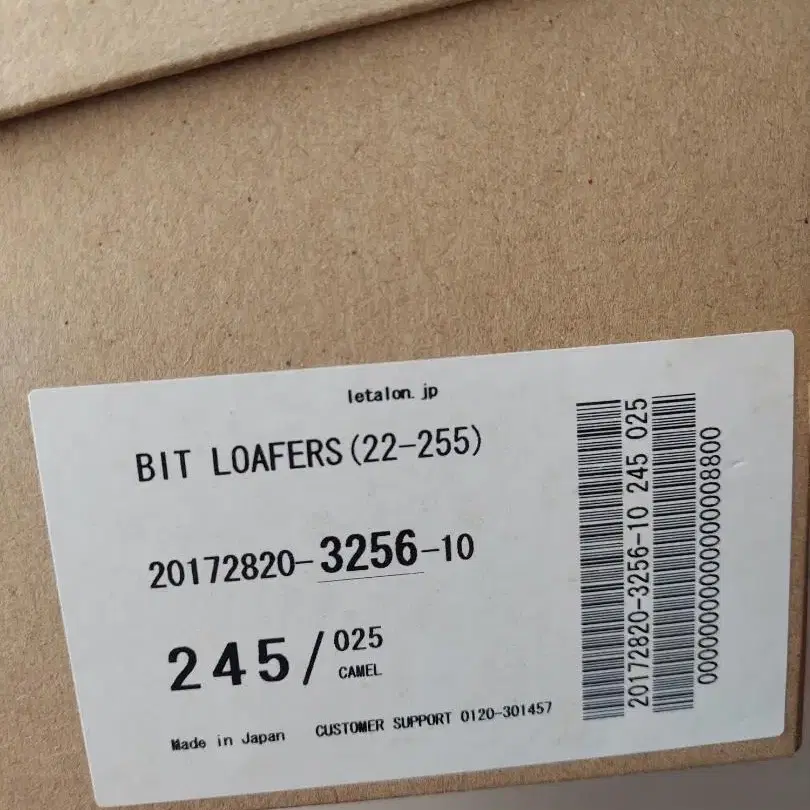 letalon.jp
BIT LOAFERS(22-255)
20172820-3256-10
245/025
CAMEL
Made in Japan CUSTOMER SUPPORT 0120-301457
20172820-3256-10 245 025
00000000000000008800